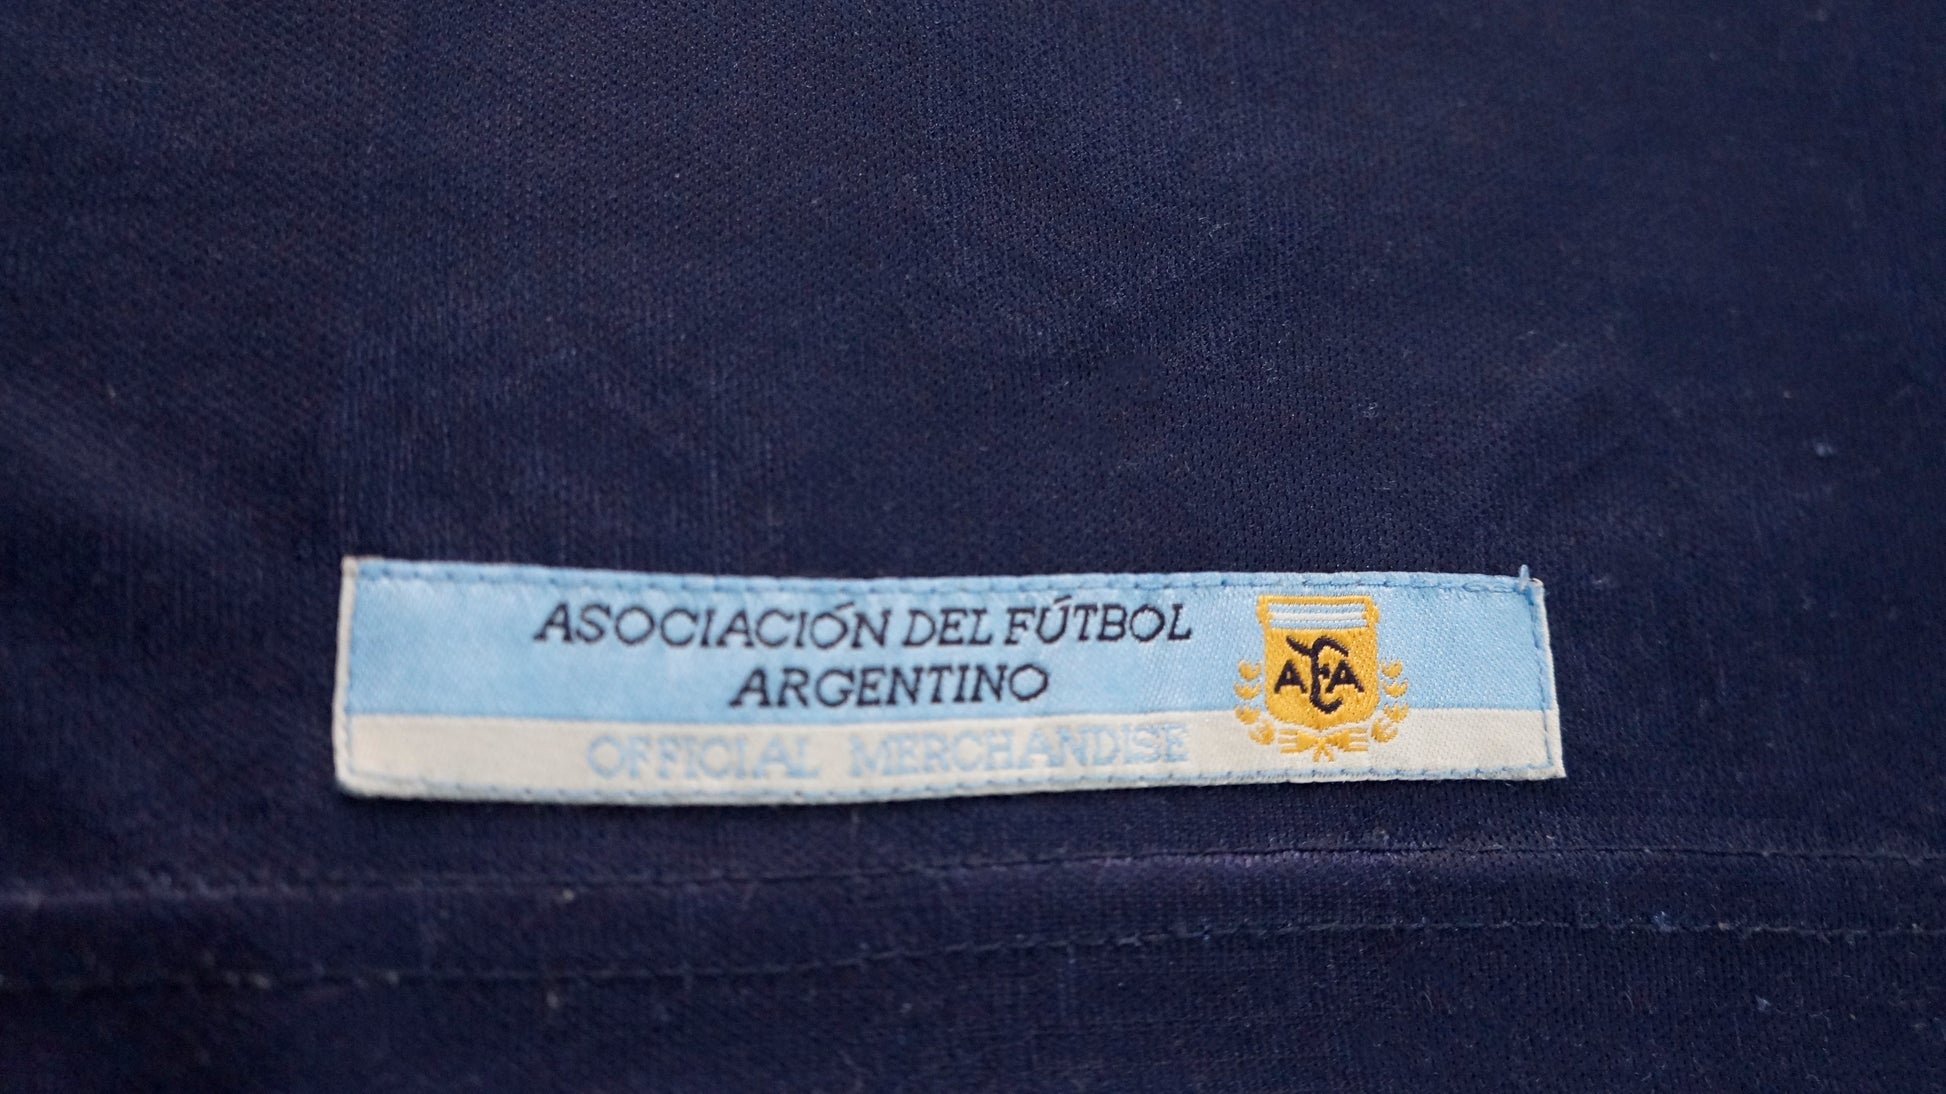 ASOCIACIÓN DEL FÚTBOL
ARGENTINO
OFFICIAL MERCHANDISE
AFA